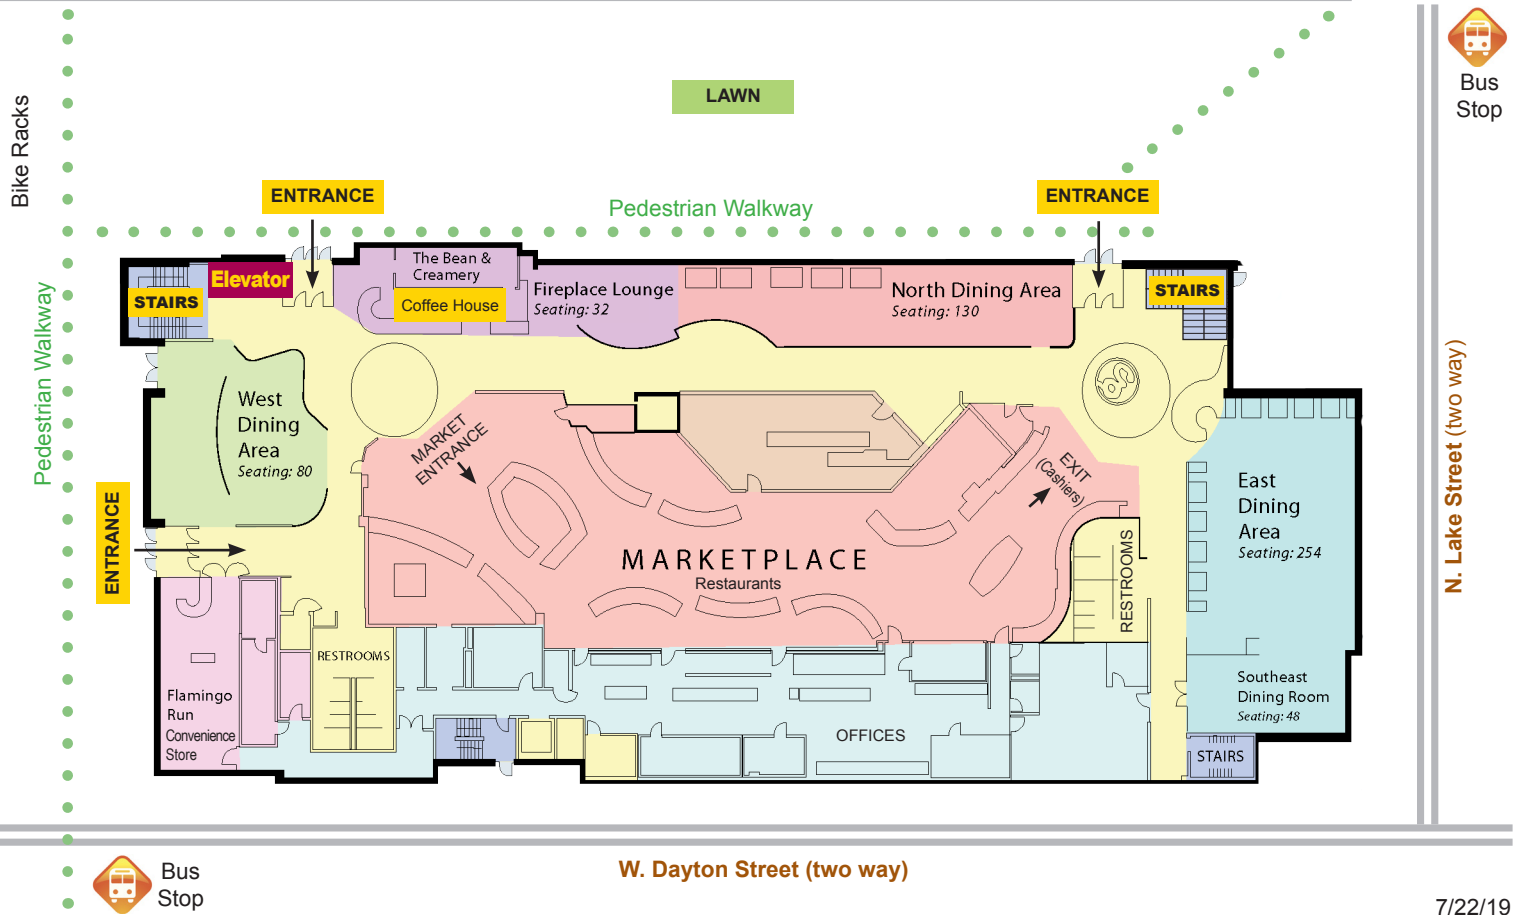 Bus
Stop
LAWN
Bike Racks
ENTRANCE
ENTRANCE
Pedestrian Walkway
The Bean &
Creamery
Coffee House
Elevator
STAIRS
Fireplace Lounge
Seating: 32
North Dining Area
Seating: 130
STAIRS
Pedestrian Walkway
West
Dining
Area
Seating: 80
MARKET
ENTRANCE
EXIT
(Cashiers)
East
Dining
Area
Seating: 254
N. Lake Street (two way)
ENTRANCE
MARKETPLACE
Restaurants
RESTROOMS
RESTROOMS
Flamingo
Run
Convenience
Store
OFFICES
Southeast
Dining Room
Seating: 48
STAIRS
W. Dayton Street (two way)
Bus
Stop
7/22/19